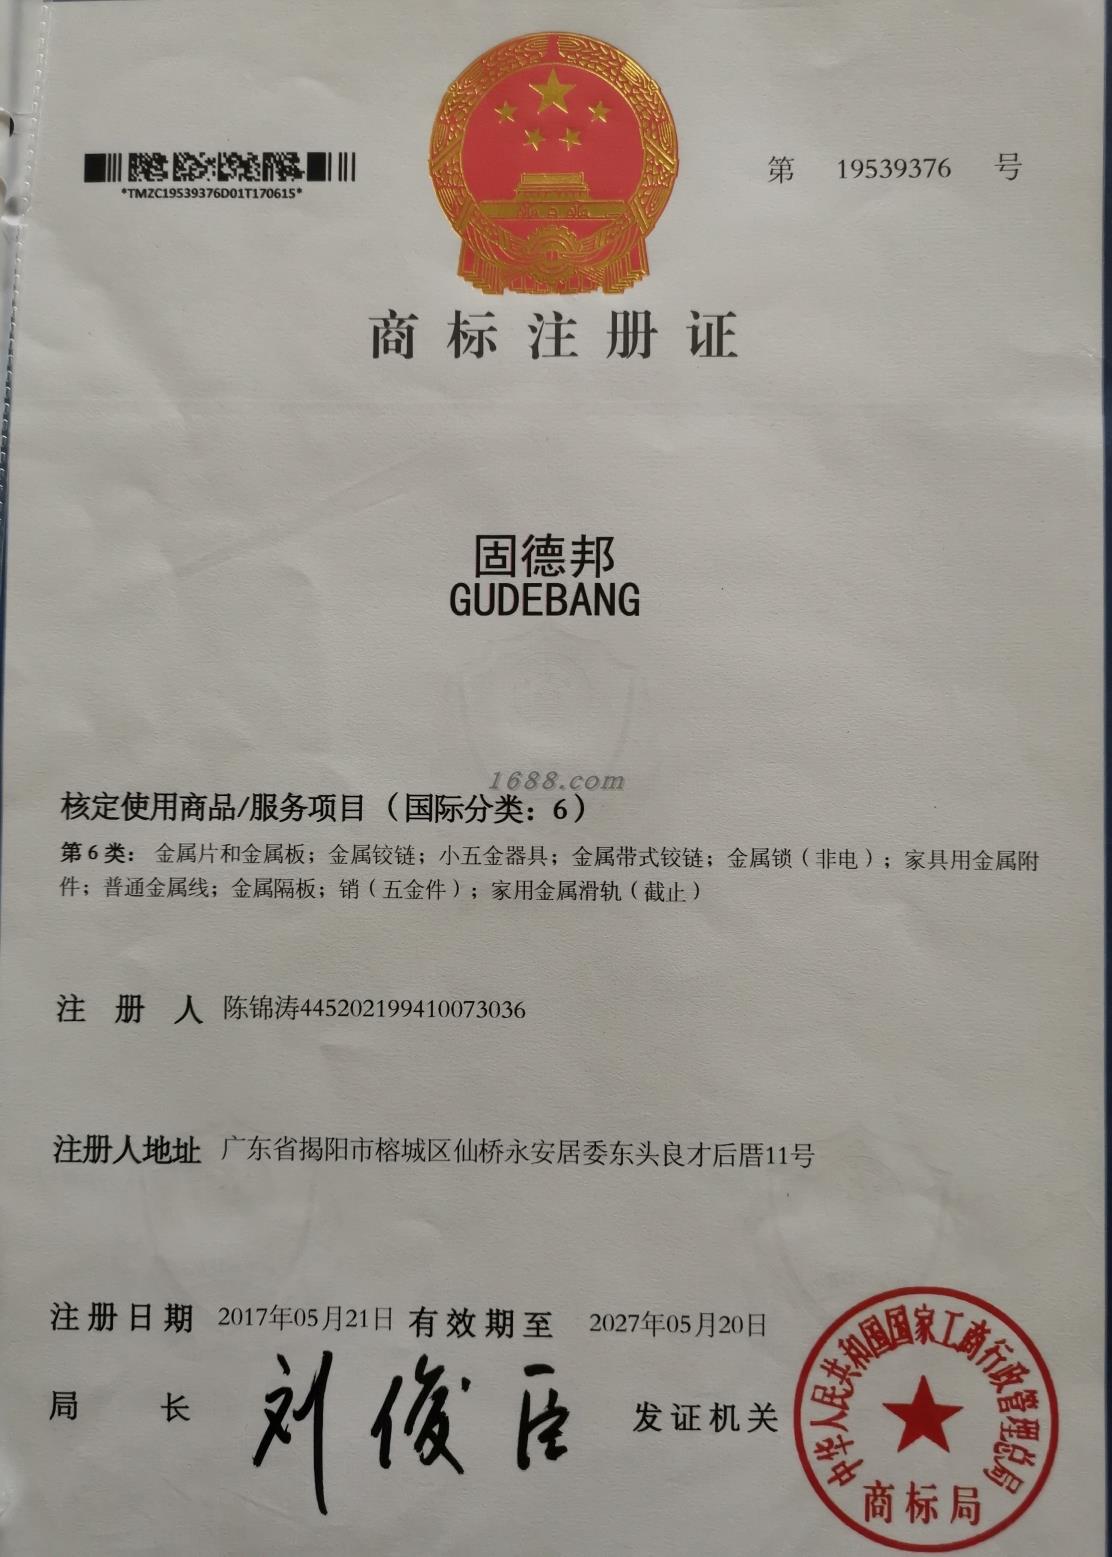 *TMZC19539376D01T170615*
第 19539376 号
商标注册证
固德邦
GUDEBANG
1688.com
核定使用商品/服务项目（国际分类：6）
第6类： 金属片和金属板；金属铰链；小五金器具；金属带式铰链；金属锁（非电）；家具用金属附
件；普通金属线；金属隔板；销（五金件）；家用金属滑轨（截止）
注册人 陈锦涛445202199410073036
注册人地址 广东省揭阳市榕城区仙桥永安居委东头良才后厝11号
注册日期 2017年05月21日 有效期至 2027年05月20日
局长 刘俊臣 发证机关
中华人民共和国国家工商行政管理总局
商标局